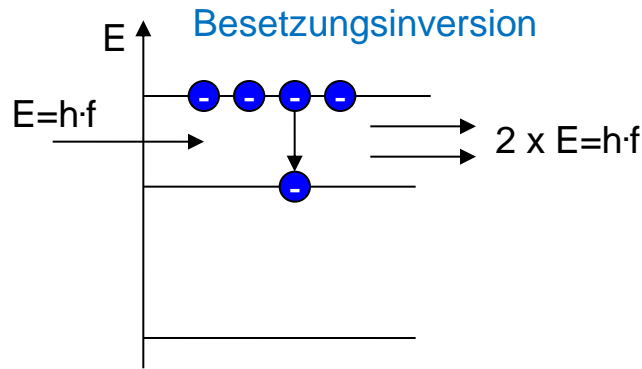 Besetzungsinversion
E
- - - -
E=h·f
2 x E=h·f
-